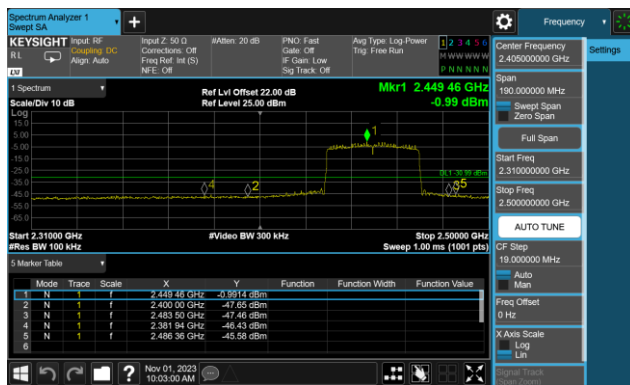 Spectrum Analyzer 1
Swept SA
Frequency
KEYSIGHT
RL
LXI
Input: RF
Coupling: DC
Align: Auto
Input Z: 50 Ω
Corrections: Off
Freq Ref: Int (S)
NFE: Off
#Atten: 20 dB
PNO: Fast
Gate: Off
IF Gain: Low
Sig Track: Off
Avg Type: Log-Power
Trig: Free Run
1 2 3 4 5 6
M W W W W W
P N N N N N
Center Frequency
2.405000000 GHz
Settings
Span
190.000000 MHz
Swept Span
Zero Span
Full Span
Start Freq
2.310000000 GHz
Stop Freq
2.500000000 GHz
AUTO TUNE
CF Step
19.000000 MHz
Auto
Man
Freq Offset
0 Hz
X Axis Scale
Log
Lin
Signal Track
(Span Zoom)
1 Spectrum
Scale/Div 10 dB
Ref Lvl Offset 22.00 dB
Ref Level 25.00 dBm
Mkr1 2.449 46 GHz
-0.99 dBm
Log
15.0
5.00
-5.00
-15.0
-25.0
-35.0
-45.0
-55.0
-65.0
1
DL1 -30.99 dBm
4
2
5
Start 2.31000 GHz
#Res BW 100 kHz
#Video BW 300 kHz
Stop 2.50000 GHz
Sweep 1.00 ms (1001 pts)
5 Marker Table
Mode Trace Scale X Y Function Function Width Function Value
1 N 1 f 2.449 46 GHz -0.9914 dBm
2 N 1 f 2.400 00 GHz -47.65 dBm
3 N 1 f 2.483 50 GHz -47.46 dBm
4 N 1 f 2.381 94 GHz -46.43 dBm
5 N 1 f 2.486 36 GHz -45.58 dBm
6
?
Nov 01, 2023
10:03:00 AM